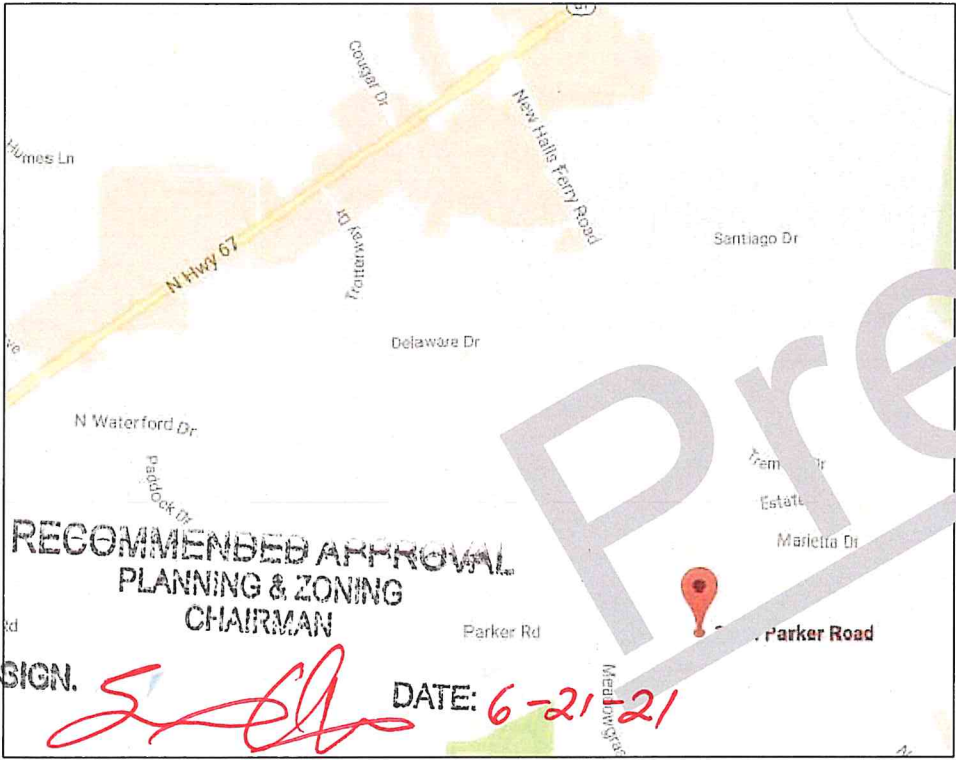 Cougar Dr
New Halls Ferry Road
Humes Ln
N Hwy 67
Trotterway Dr
Santiago Dr
Delaware Dr
N Waterford Dr
Paddock Dr
Pre
Estate
Marietta Dr
RECOMMENDED APPROVAL
PLANNING & ZONING
CHAIRMAN
Parker Rd
Parker Road
SIGN.
DATE: 6-21-21